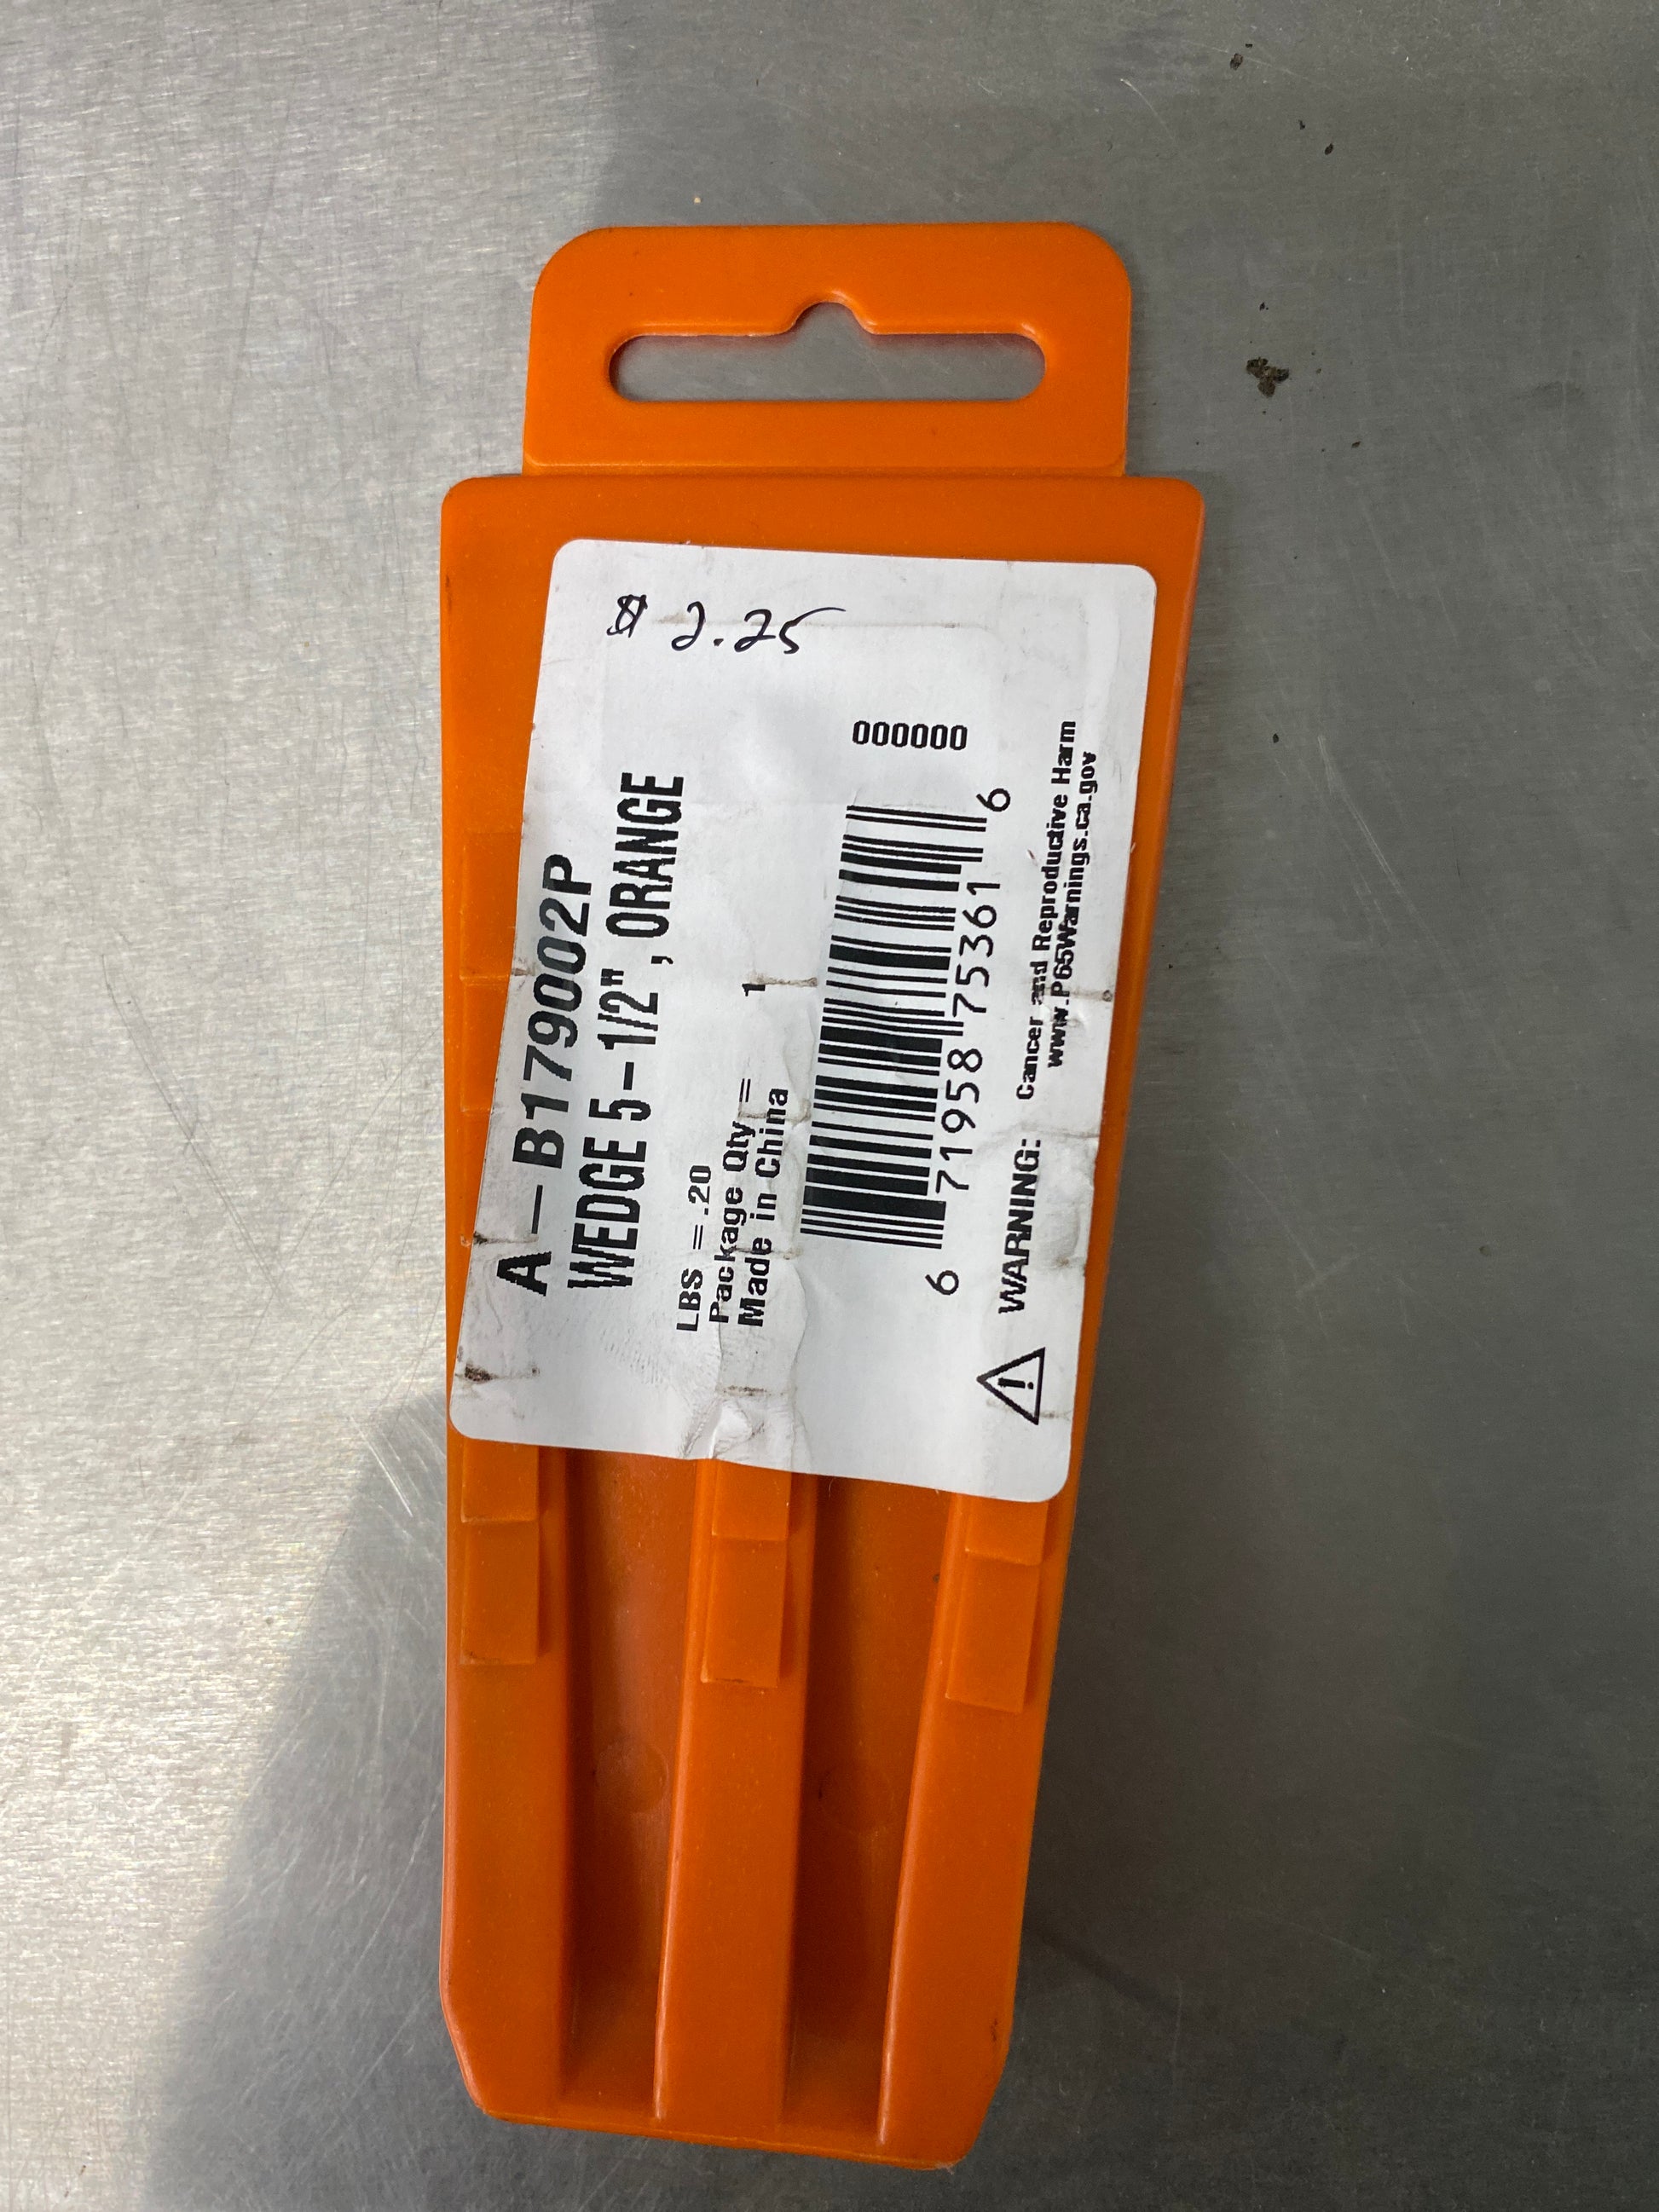 $ 2.25
A-B179002P
WEDGE 5-1/2", ORANGE
LBS = .20
Package Qty = 1
Made in China
000000
6 71958 75361 6
WARNING: Cancer and Reproductive Harm
www.P65Warnings.ca.gov